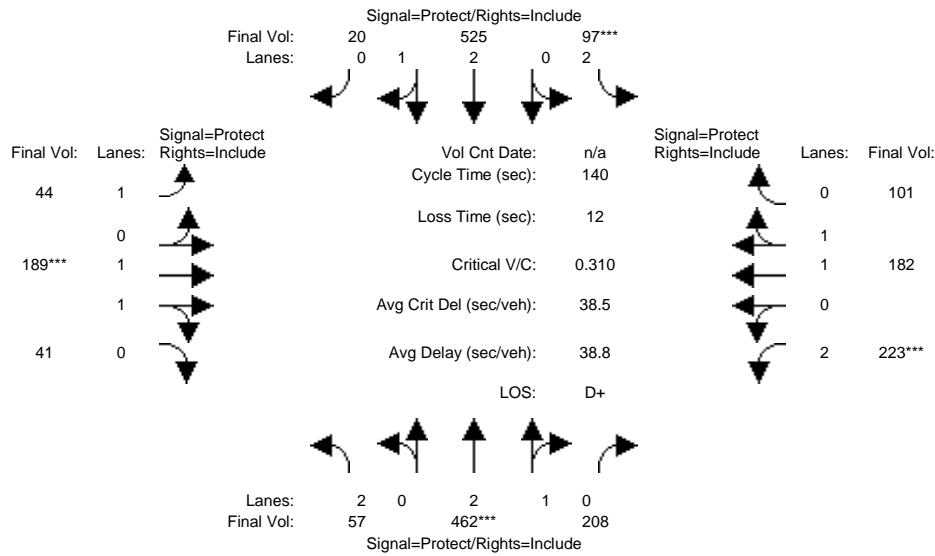 Signal=Protect/Rights=Include
Final Vol: 20 525 97***
Lanes: 0 1 2 0 2
Signal=Protect
Final Vol: Lanes: Rights=Include
Vol Cnt Date: n/a
Signal=Protect
Rights=Include Lanes: Final Vol:
Cycle Time (sec): 140
44 1
0 101
Loss Time (sec): 12
0
1
189*** 1
Critical V/C: 0.310
1 182
1
Avg Crit Del (sec/veh): 38.5
0
41 0
Avg Delay (sec/veh): 38.8
2 223***
LOS: D+
Lanes: 2 0 2 1 0
Final Vol: 57 462*** 208
Signal=Protect/Rights=Include